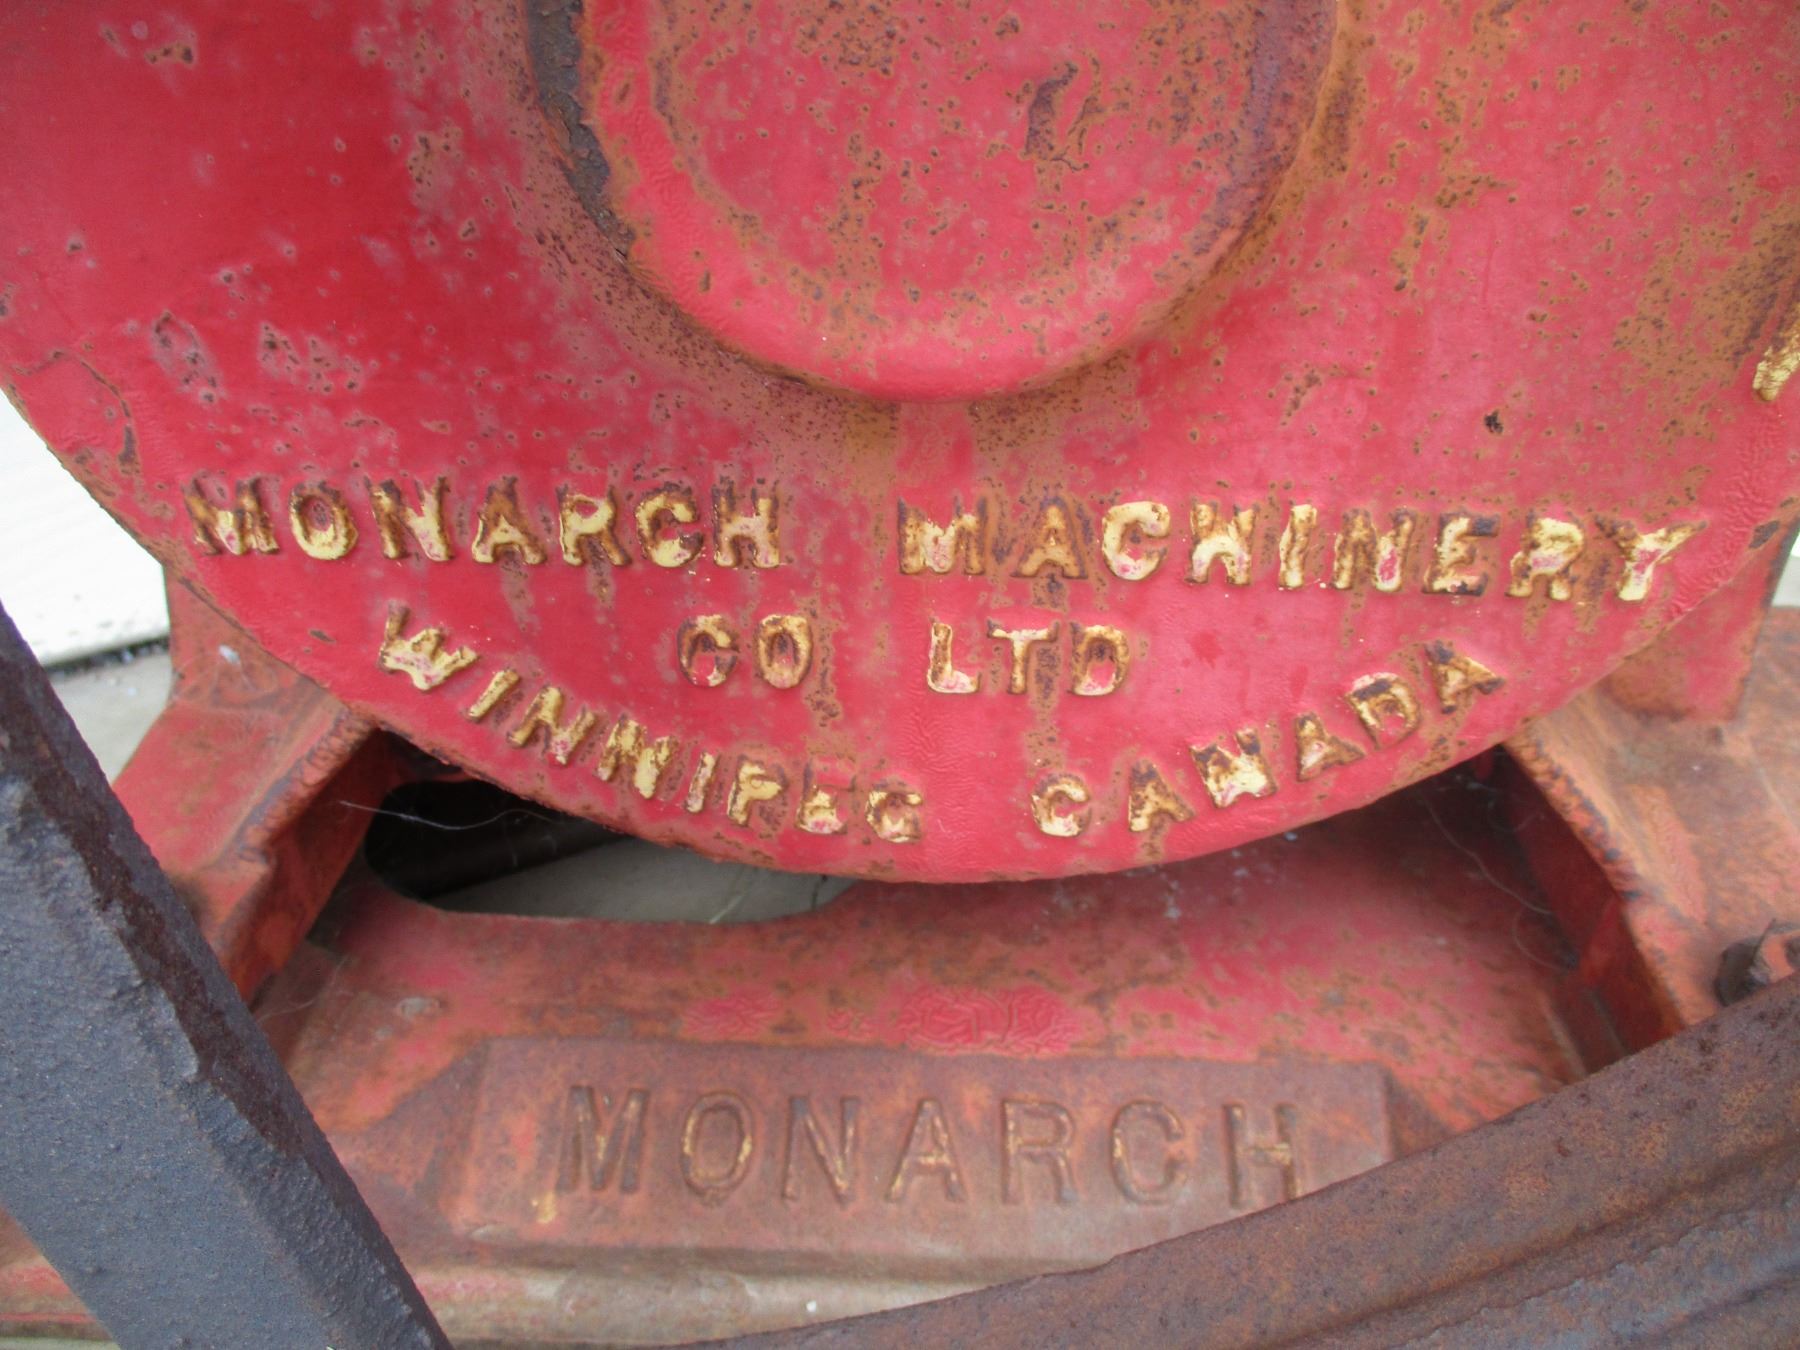 MONARCH MACHINERY
CO LTD
WINNIPEG CANADA
MONARCH